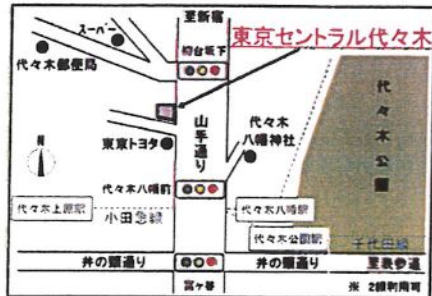 至新宿
スーパー
初台坂下
東京セントラル代々木
代々木郵便局
代々木公園
山手通り
代々木
八幡神社
N
東京トヨタ
代々木八幡前
代々木上原駅
代々木八幡駅
小田急線
代々木公園駅
千代田線
井の頭通り
井の頭通り
至表参道
富ヶ谷
※ 2線利用可